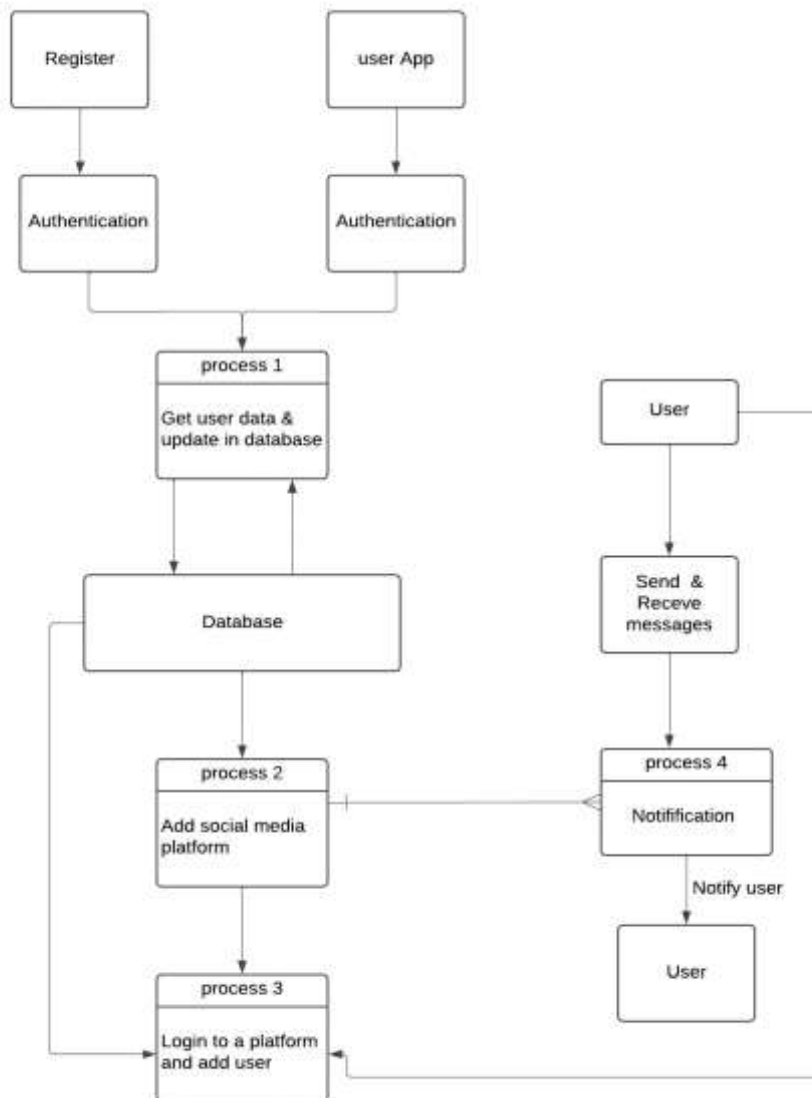 Register
user App
Authentication
Authentication
process 1
Get user data &
update in database
User
Database
Send &
Receve
messages
process 2
Add social media
platform
process 4
Notifification
Notify user
User
process 3
Login to a platform
and add user